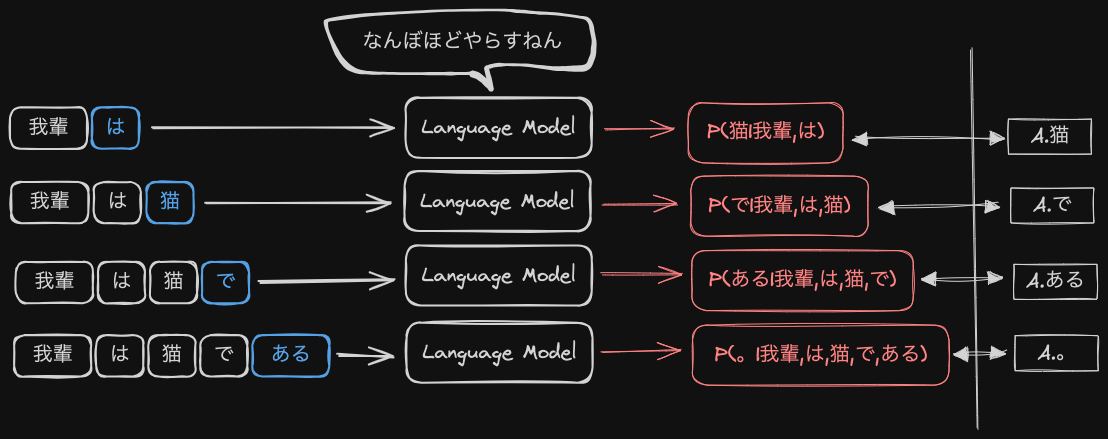 なんぼほどやらすねん
我輩 は Language Model P(猫|我輩,は) A.猫
我輩 は 猫 Language Model P(で|我輩,は,猫) A.で
我輩 は 猫 で Language Model P(ある|我輩,は,猫,で) A.ある
我輩 は 猫 で ある Language Model P(。|我輩,は,猫,で,ある) A.。